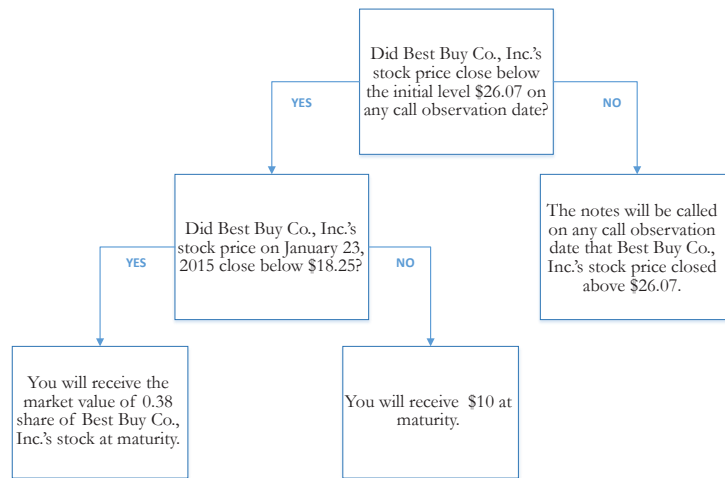 Did Best Buy Co., Inc.'s
stock price close below
the initial level $26.07 on
any call observation date?
YES
NO
Did Best Buy Co., Inc.'s
stock price on January 23,
2015 close below $18.25?
The notes will be called
on any call observation
date that Best Buy Co.,
Inc.'s stock price closed
above $26.07.
YES
NO
You will receive the
market value of 0.38
share of Best Buy Co.,
Inc.'s stock at maturity.
You will receive $10 at
maturity.